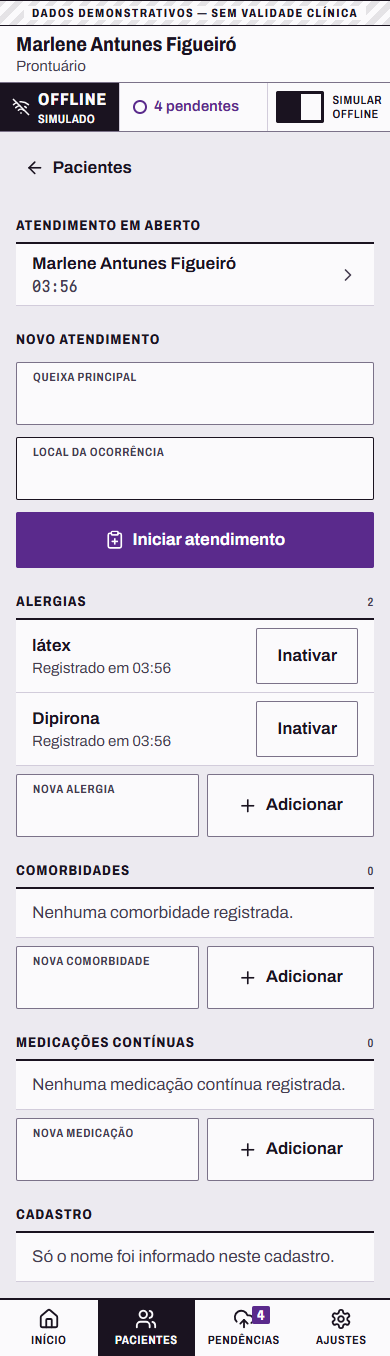 DADOS DEMONSTRATIVOS — SEM VALIDADE CLÍNICA
Marlene Antunes Figueiró
Prontuário
OFFLINE
SIMULADO
4 pendentes
SIMULAR
OFFLINE
Pacientes
ATENDIMENTO EM ABERTO
Marlene Antunes Figueiró
03:56
NOVO ATENDIMENTO
QUEIXA PRINCIPAL
LOCAL DA OCORRÊNCIA
Iniciar atendimento
ALERGIAS 2
látex
Registrado em 03:56
Inativar
Dipirona
Registrado em 03:56
Inativar
NOVA ALERGIA
Adicionar
COMORBIDADES 0
Nenhuma comorbidade registrada.
NOVA COMORBIDADE
Adicionar
MEDICAÇÕES CONTÍNUAS 0
Nenhuma medicação contínua registrada.
NOVA MEDICAÇÃO
Adicionar
CADASTRO
Só o nome foi informado neste cadastro.
4
INÍCIO PACIENTES PENDÊNCIAS AJUSTES